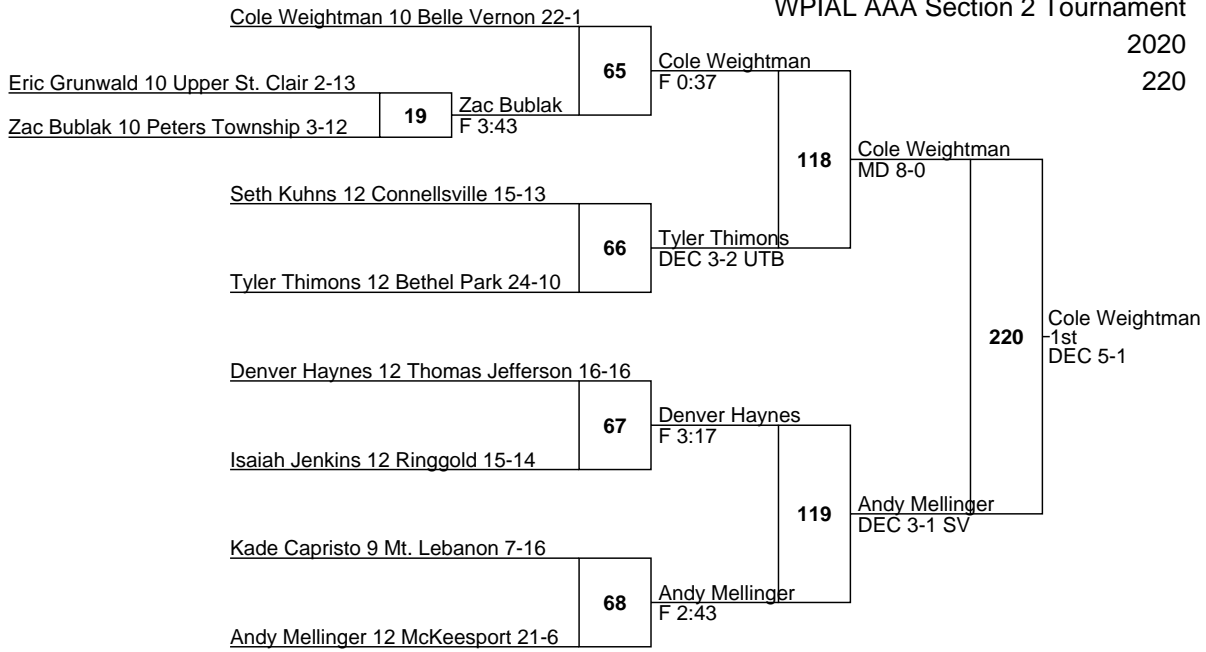 WPIAL AAA Section 2 Tournament
2020
220
Cole Weightman 10 Belle Vernon 22-1
65
Cole Weightman
F 0:37
Eric Grunwald 10 Upper St. Clair 2-13
19
Zac Bublak
F 3:43
Zac Bublak 10 Peters Township 3-12
118
Cole Weightman
MD 8-0
Seth Kuhns 12 Connellsville 15-13
66
Tyler Thimons
DEC 3-2 UTB
Tyler Thimons 12 Bethel Park 24-10
220
Cole Weightman
1st
DEC 5-1
Denver Haynes 12 Thomas Jefferson 16-16
67
Denver Haynes
F 3:17
Isaiah Jenkins 12 Ringgold 15-14
119
Andy Mellinger
DEC 3-1 SV
Kade Capristo 9 Mt. Lebanon 7-16
68
Andy Mellinger
F 2:43
Andy Mellinger 12 McKeesport 21-6